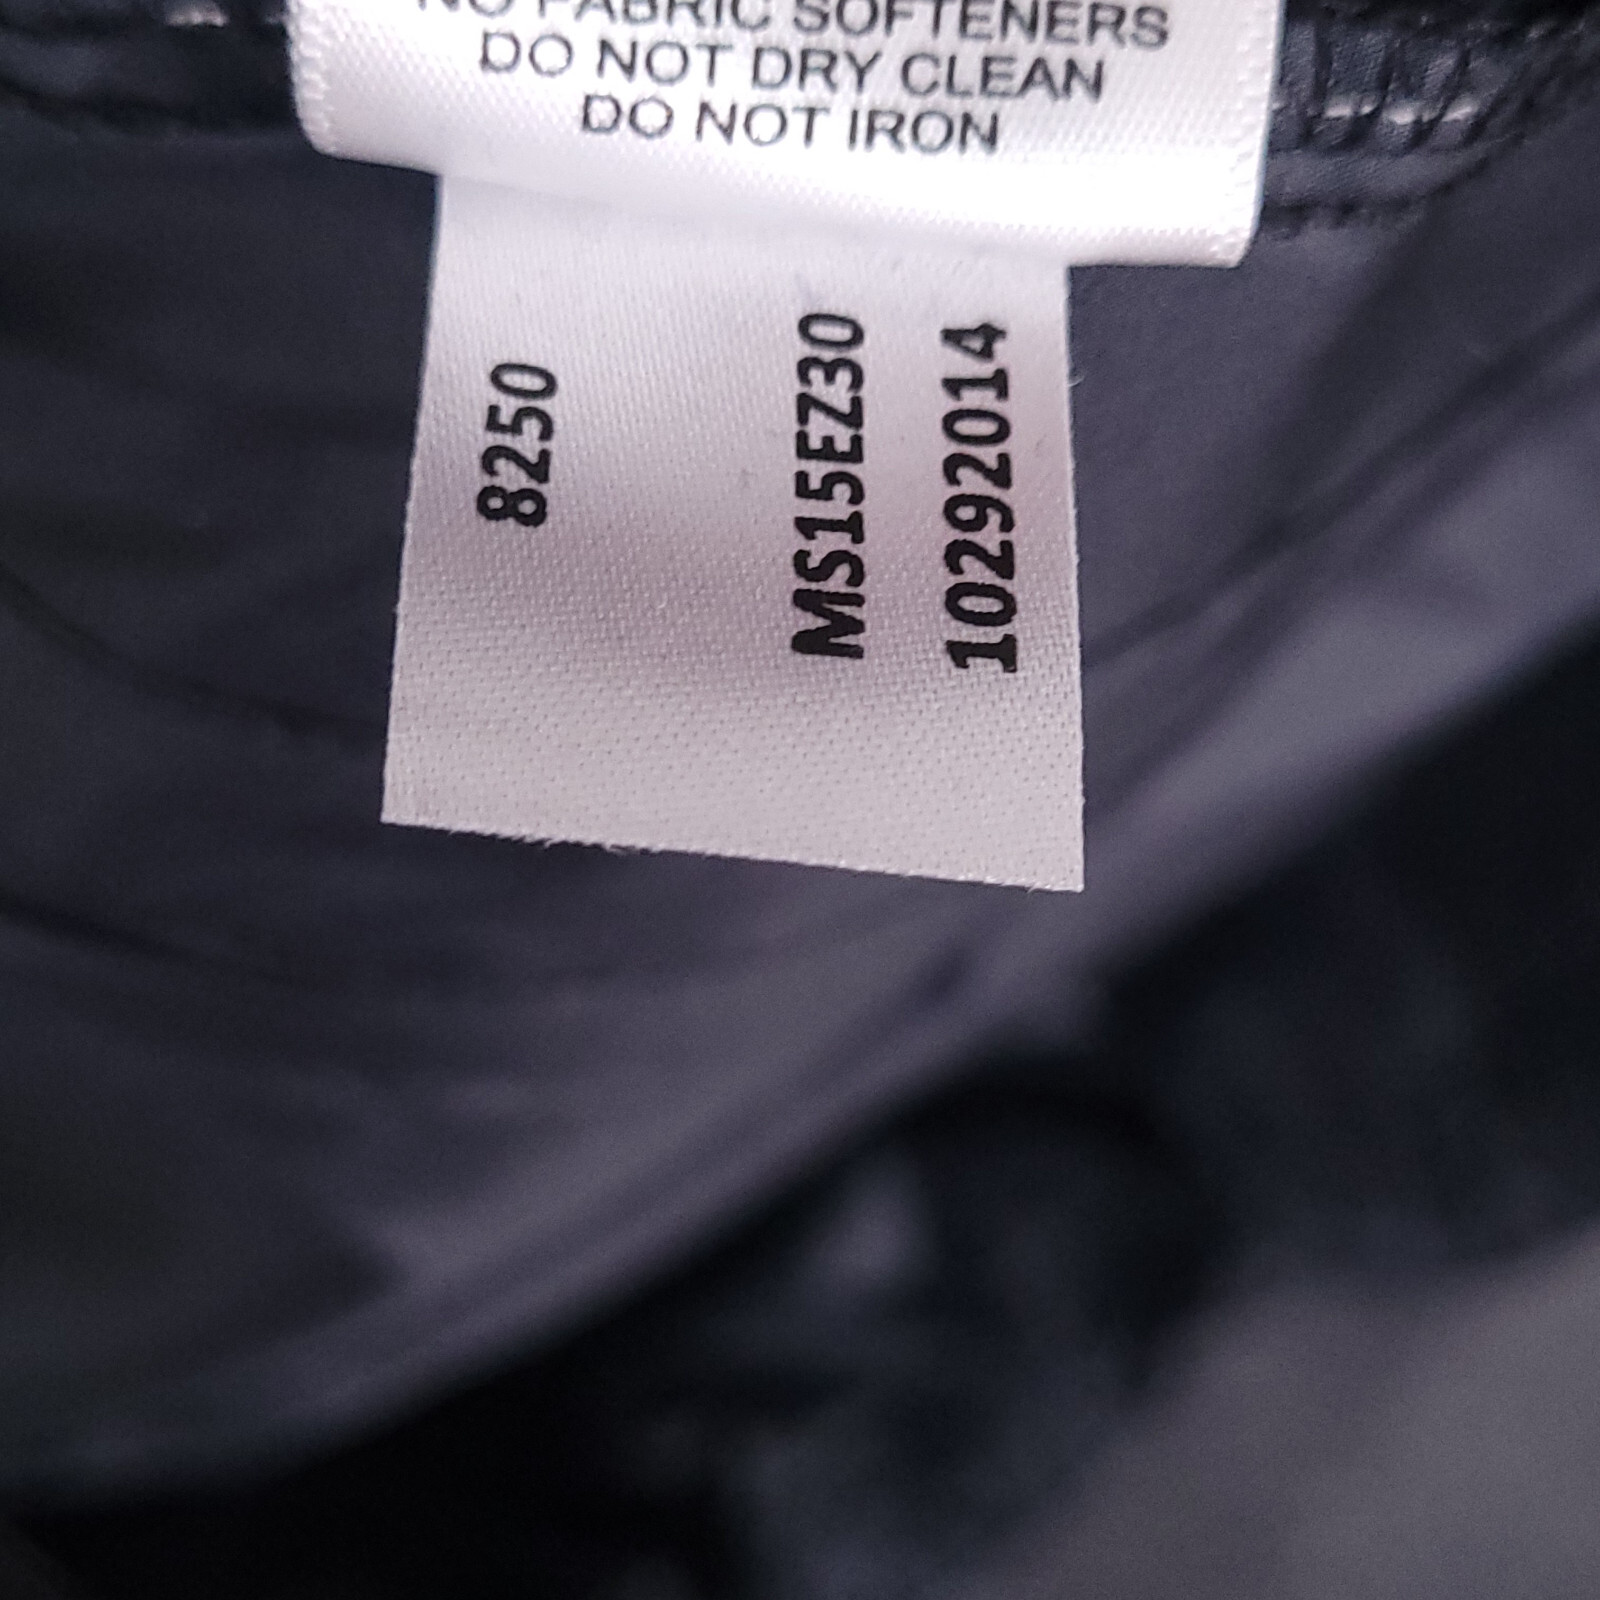 NO FABRIC SOFTENERS
DO NOT DRY CLEAN
DO NOT IRON
8250
MS15EZ30
10292014